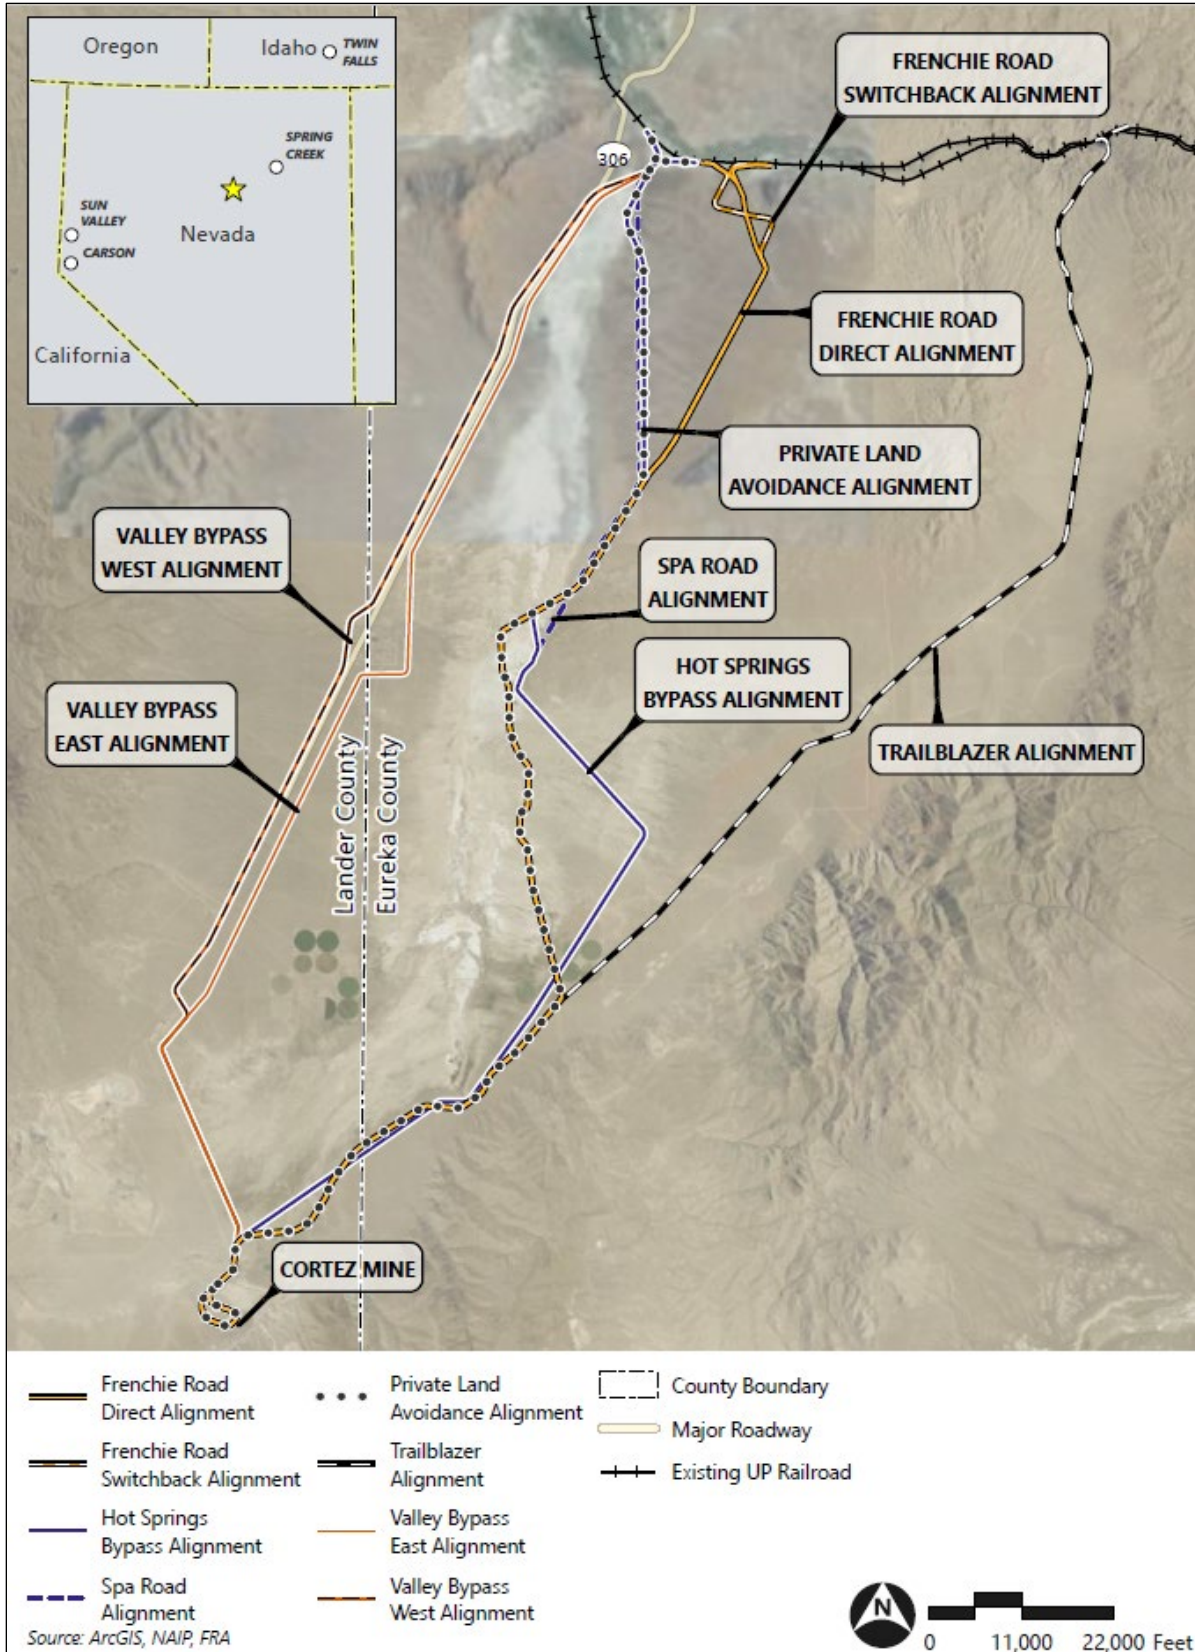 Oregon
Idaho
TWIN
FALLS
SPRING
CREEK
SUN
VALLEY
Nevada
CARSON
California
306
FRENCHIE ROAD
SWITCHBACK ALIGNMENT
FRENCHIE ROAD
DIRECT ALIGNMENT
PRIVATE LAND
AVOIDANCE ALIGNMENT
VALLEY BYPASS
WEST ALIGNMENT
SPA ROAD
ALIGNMENT
HOT SPRINGS
BYPASS ALIGNMENT
VALLEY BYPASS
EAST ALIGNMENT
TRAILBLAZER ALIGNMENT
Lander County
Eureka County
CORTEZ MINE
Frenchie Road
Direct Alignment
Frenchie Road
Switchback Alignment
Hot Springs
Bypass Alignment
Spa Road
Alignment
Private Land
Avoidance Alignment
Trailblazer
Alignment
Valley Bypass
East Alignment
Valley Bypass
West Alignment
County Boundary
Major Roadway
Existing UP Railroad
Source: ArcGIS, NAIP, FRA
N
0 11,000 22,000 Feet